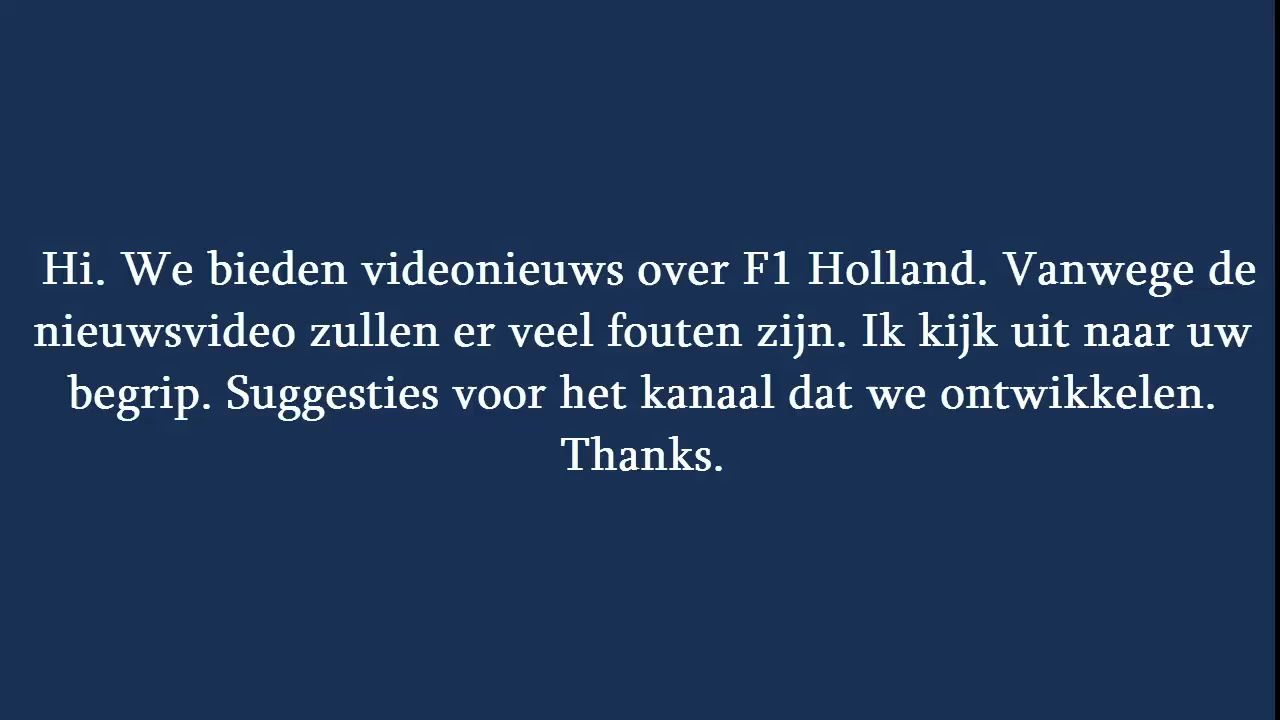 Hi. We bieden videonieuws over F1 Holland. Vanwege de
nieuwsvideo zullen er veel fouten zijn. Ik kijk uit naar uw
begrip. Suggesties voor het kanaal dat we ontwikkelen.
Thanks.